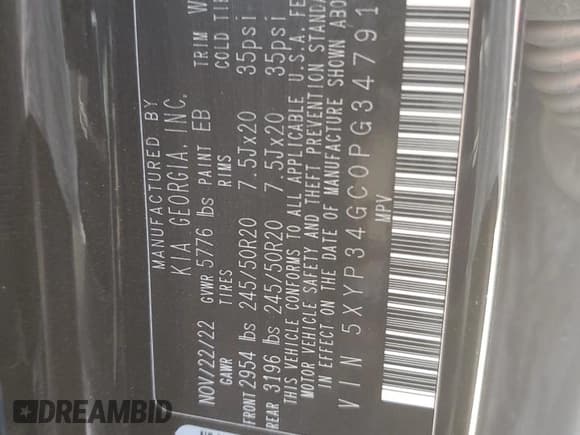 MANUFACTURED BY
KIA GEORGIA, INC.
NOV/22/22 GVWR 5776 lbs PAINT EB TRIM
GAWR TIRES RIMS COLD
FRONT 2954 lbs 245/50R20 7.5Jx20 35psi
REAR 3196 lbs 245/50R20 7.5Jx20 35psi
THIS VEHICLE CONFORMS TO ALL APPLICABLE U.S.A. FE
MOTOR VEHICLE SAFETY AND THEFT PREVENTION STANDA
IN EFFECT ON THE DATE OF MANUFACTURE SHOWN ABO
VIN 5XYP34GC0PG34791
MPV
DREAMBID